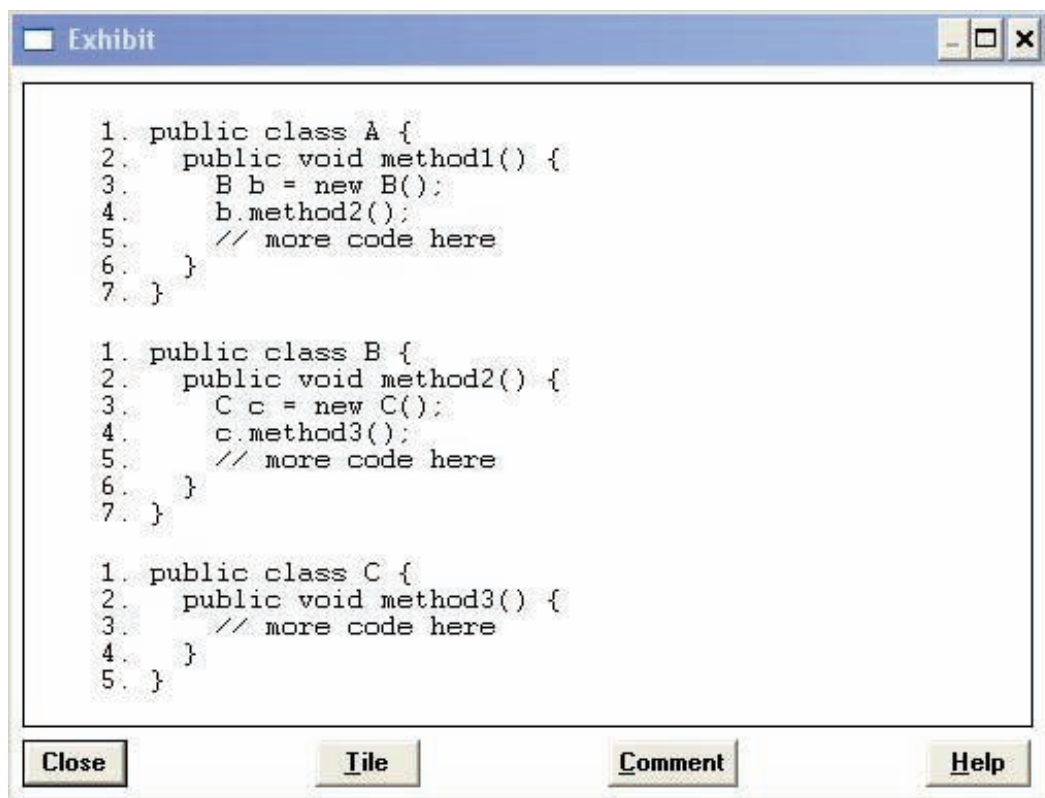 Exhibit
1. public class A {
2. public void method1() {
3. B b = new B();
4. b.method2();
5. // more code here
6. }
7. }
1. public class B {
2. public void method2() {
3. C c = new C();
4. c.method3();
5. // more code here
6. }
7. }
1. public class C {
2. public void method3() {
3. // more code here
4. }
5. }
Close Tile Comment Help